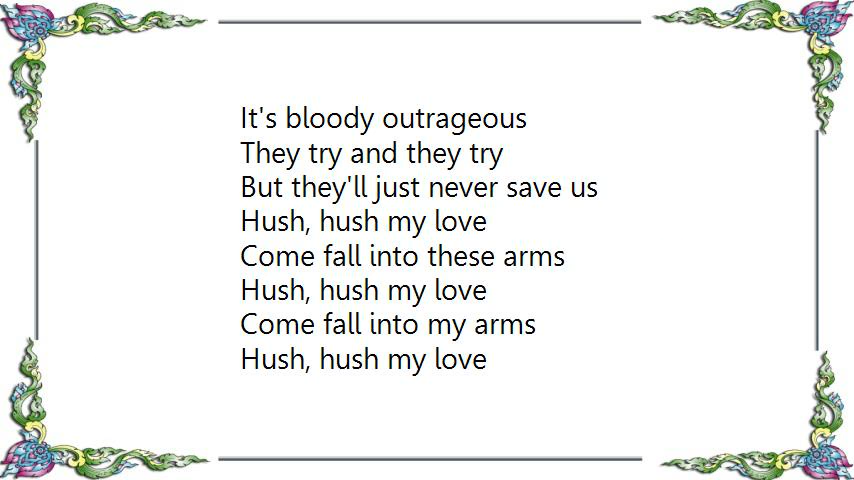 It's bloody outrageous
They try and they try
But they'll just never save us
Hush, hush my love
Come fall into these arms
Hush, hush my love
Come fall into my arms
Hush, hush my love